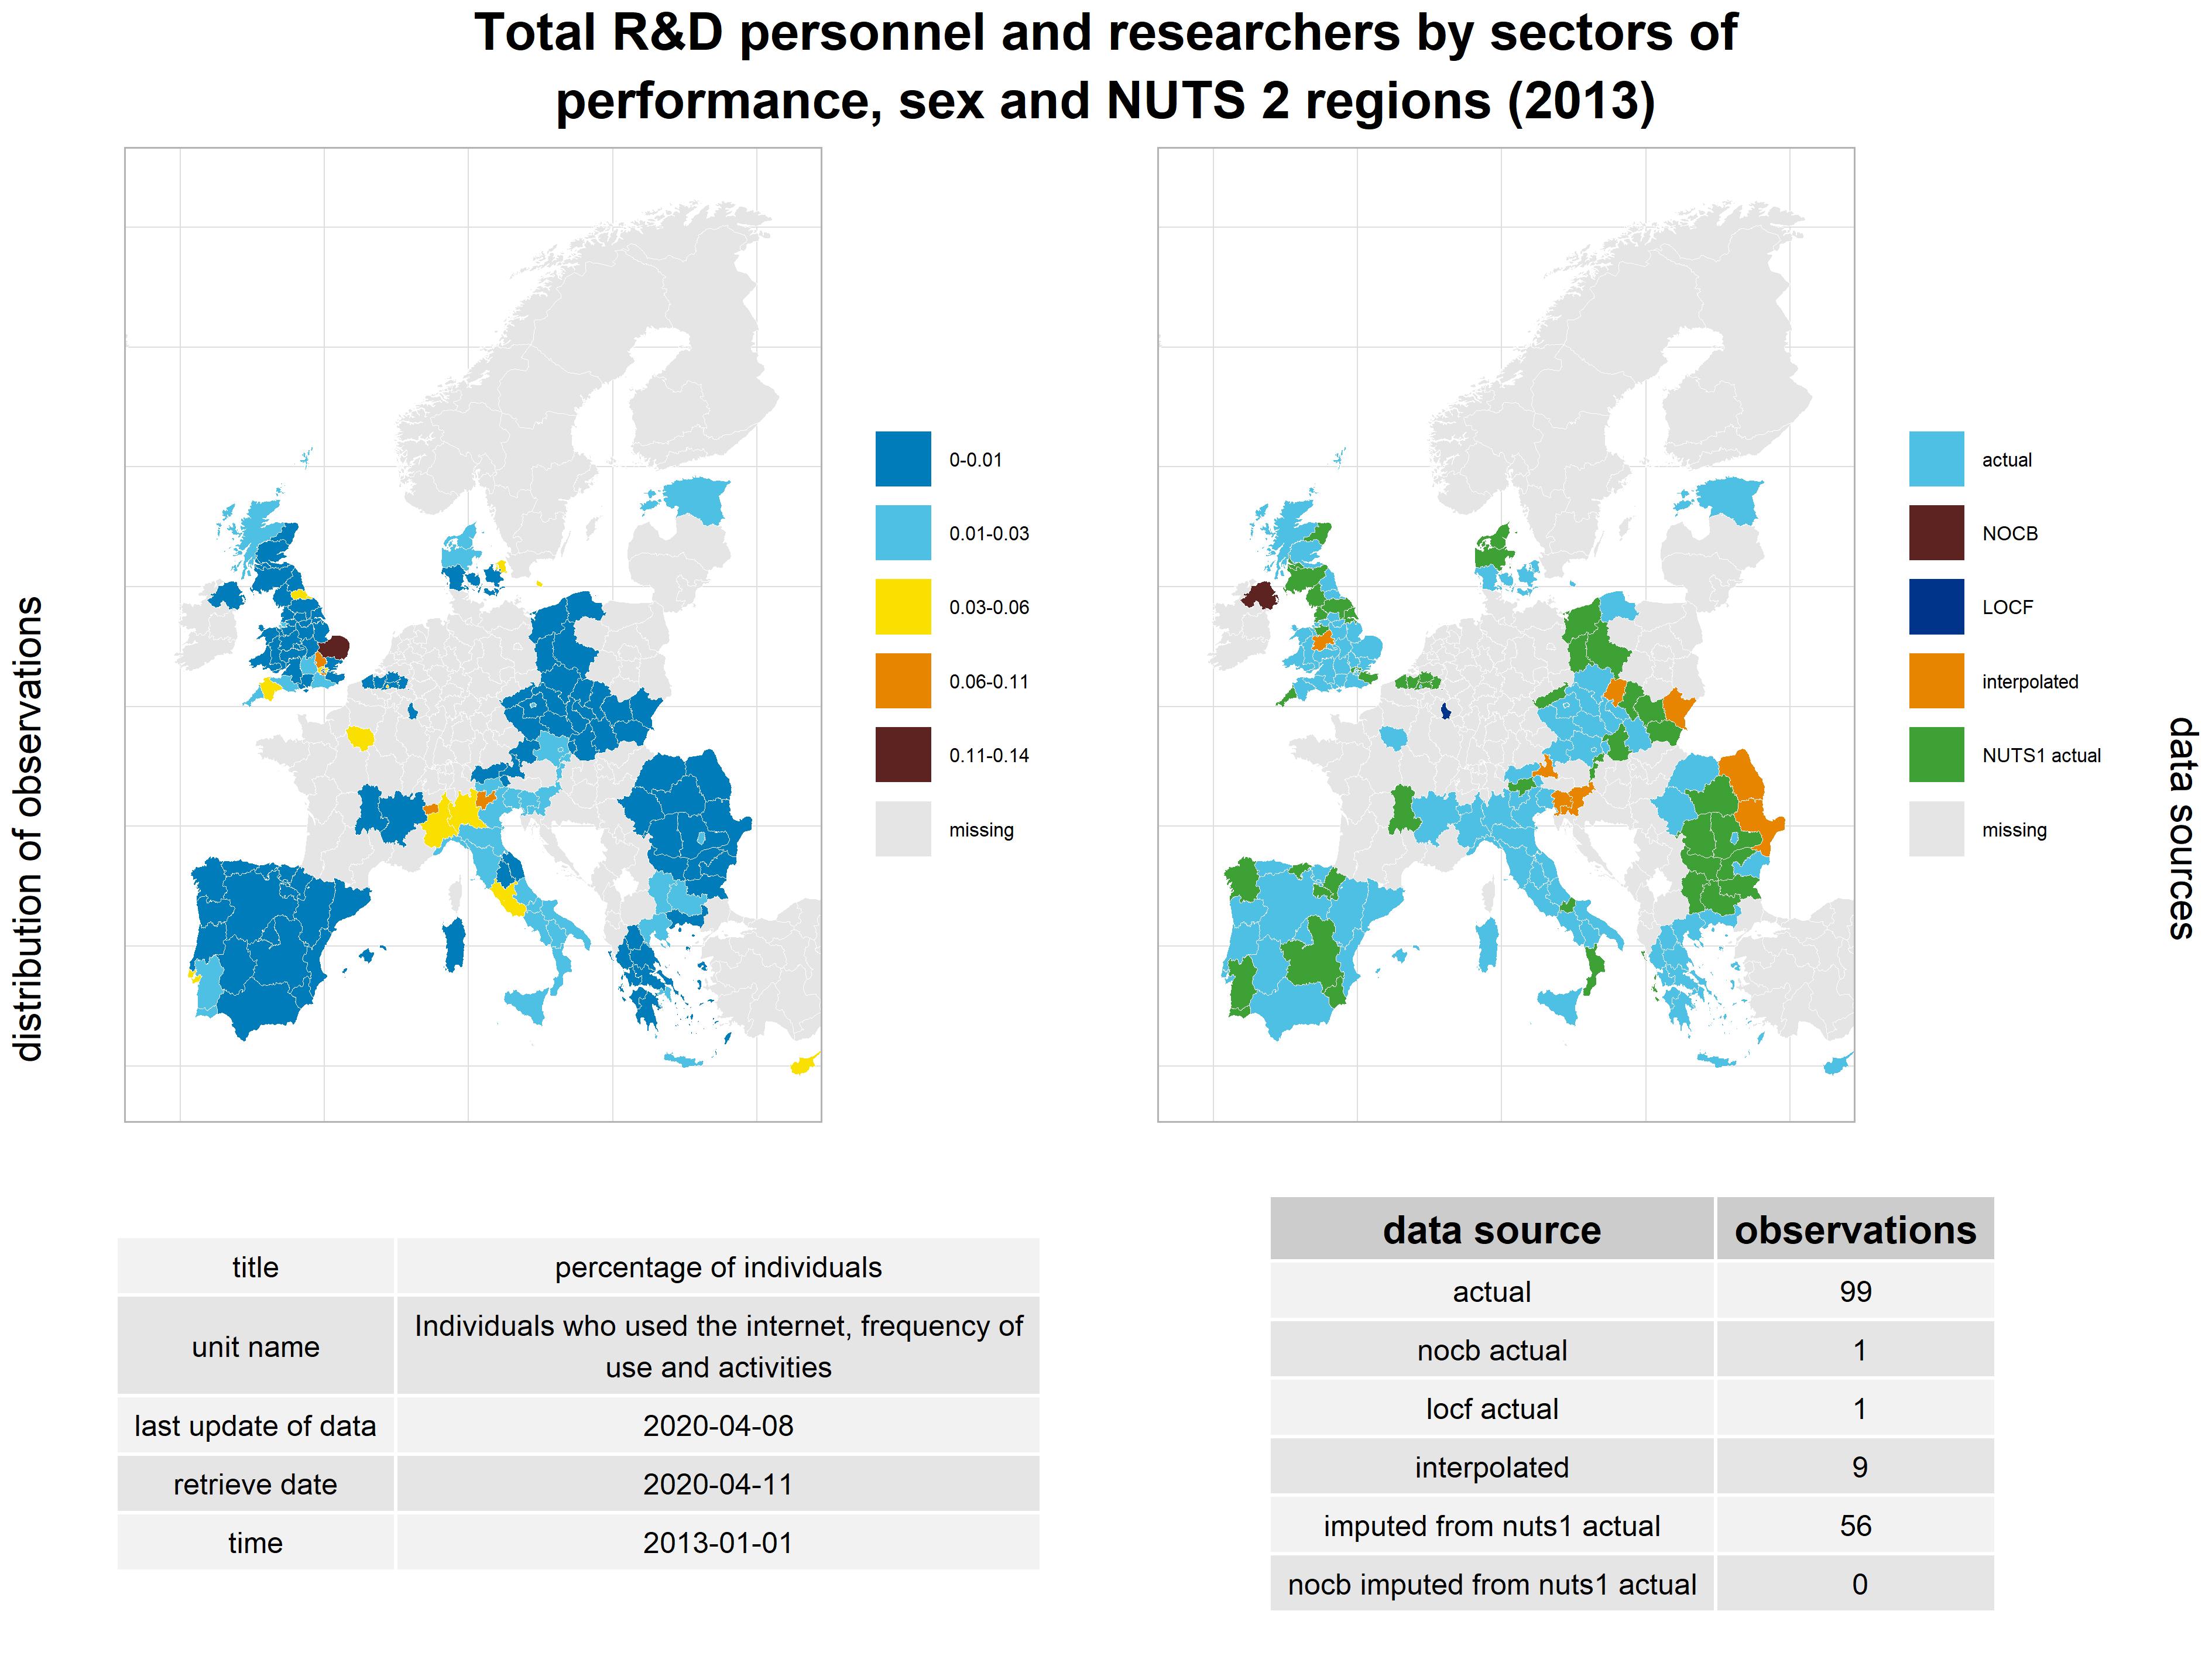 Total R&D personnel and researchers by sectors of
performance, sex and NUTS 2 regions (2013)
distribution of observations
0-0.01
0.01-0.03
0.03-0.06
0.06-0.11
0.11-0.14
missing
actual
NOCB
LOCF
interpolated
NUTS1 actual
missing
data sources
title percentage of individuals
unit name Individuals who used the internet, frequency of
use and activities
last update of data 2020-04-08
retrieve date 2020-04-11
time 2013-01-01
data source observations
actual 99
nocb actual 1
locf actual 1
interpolated 9
imputed from nuts1 actual 56
nocb imputed from nuts1 actual 0